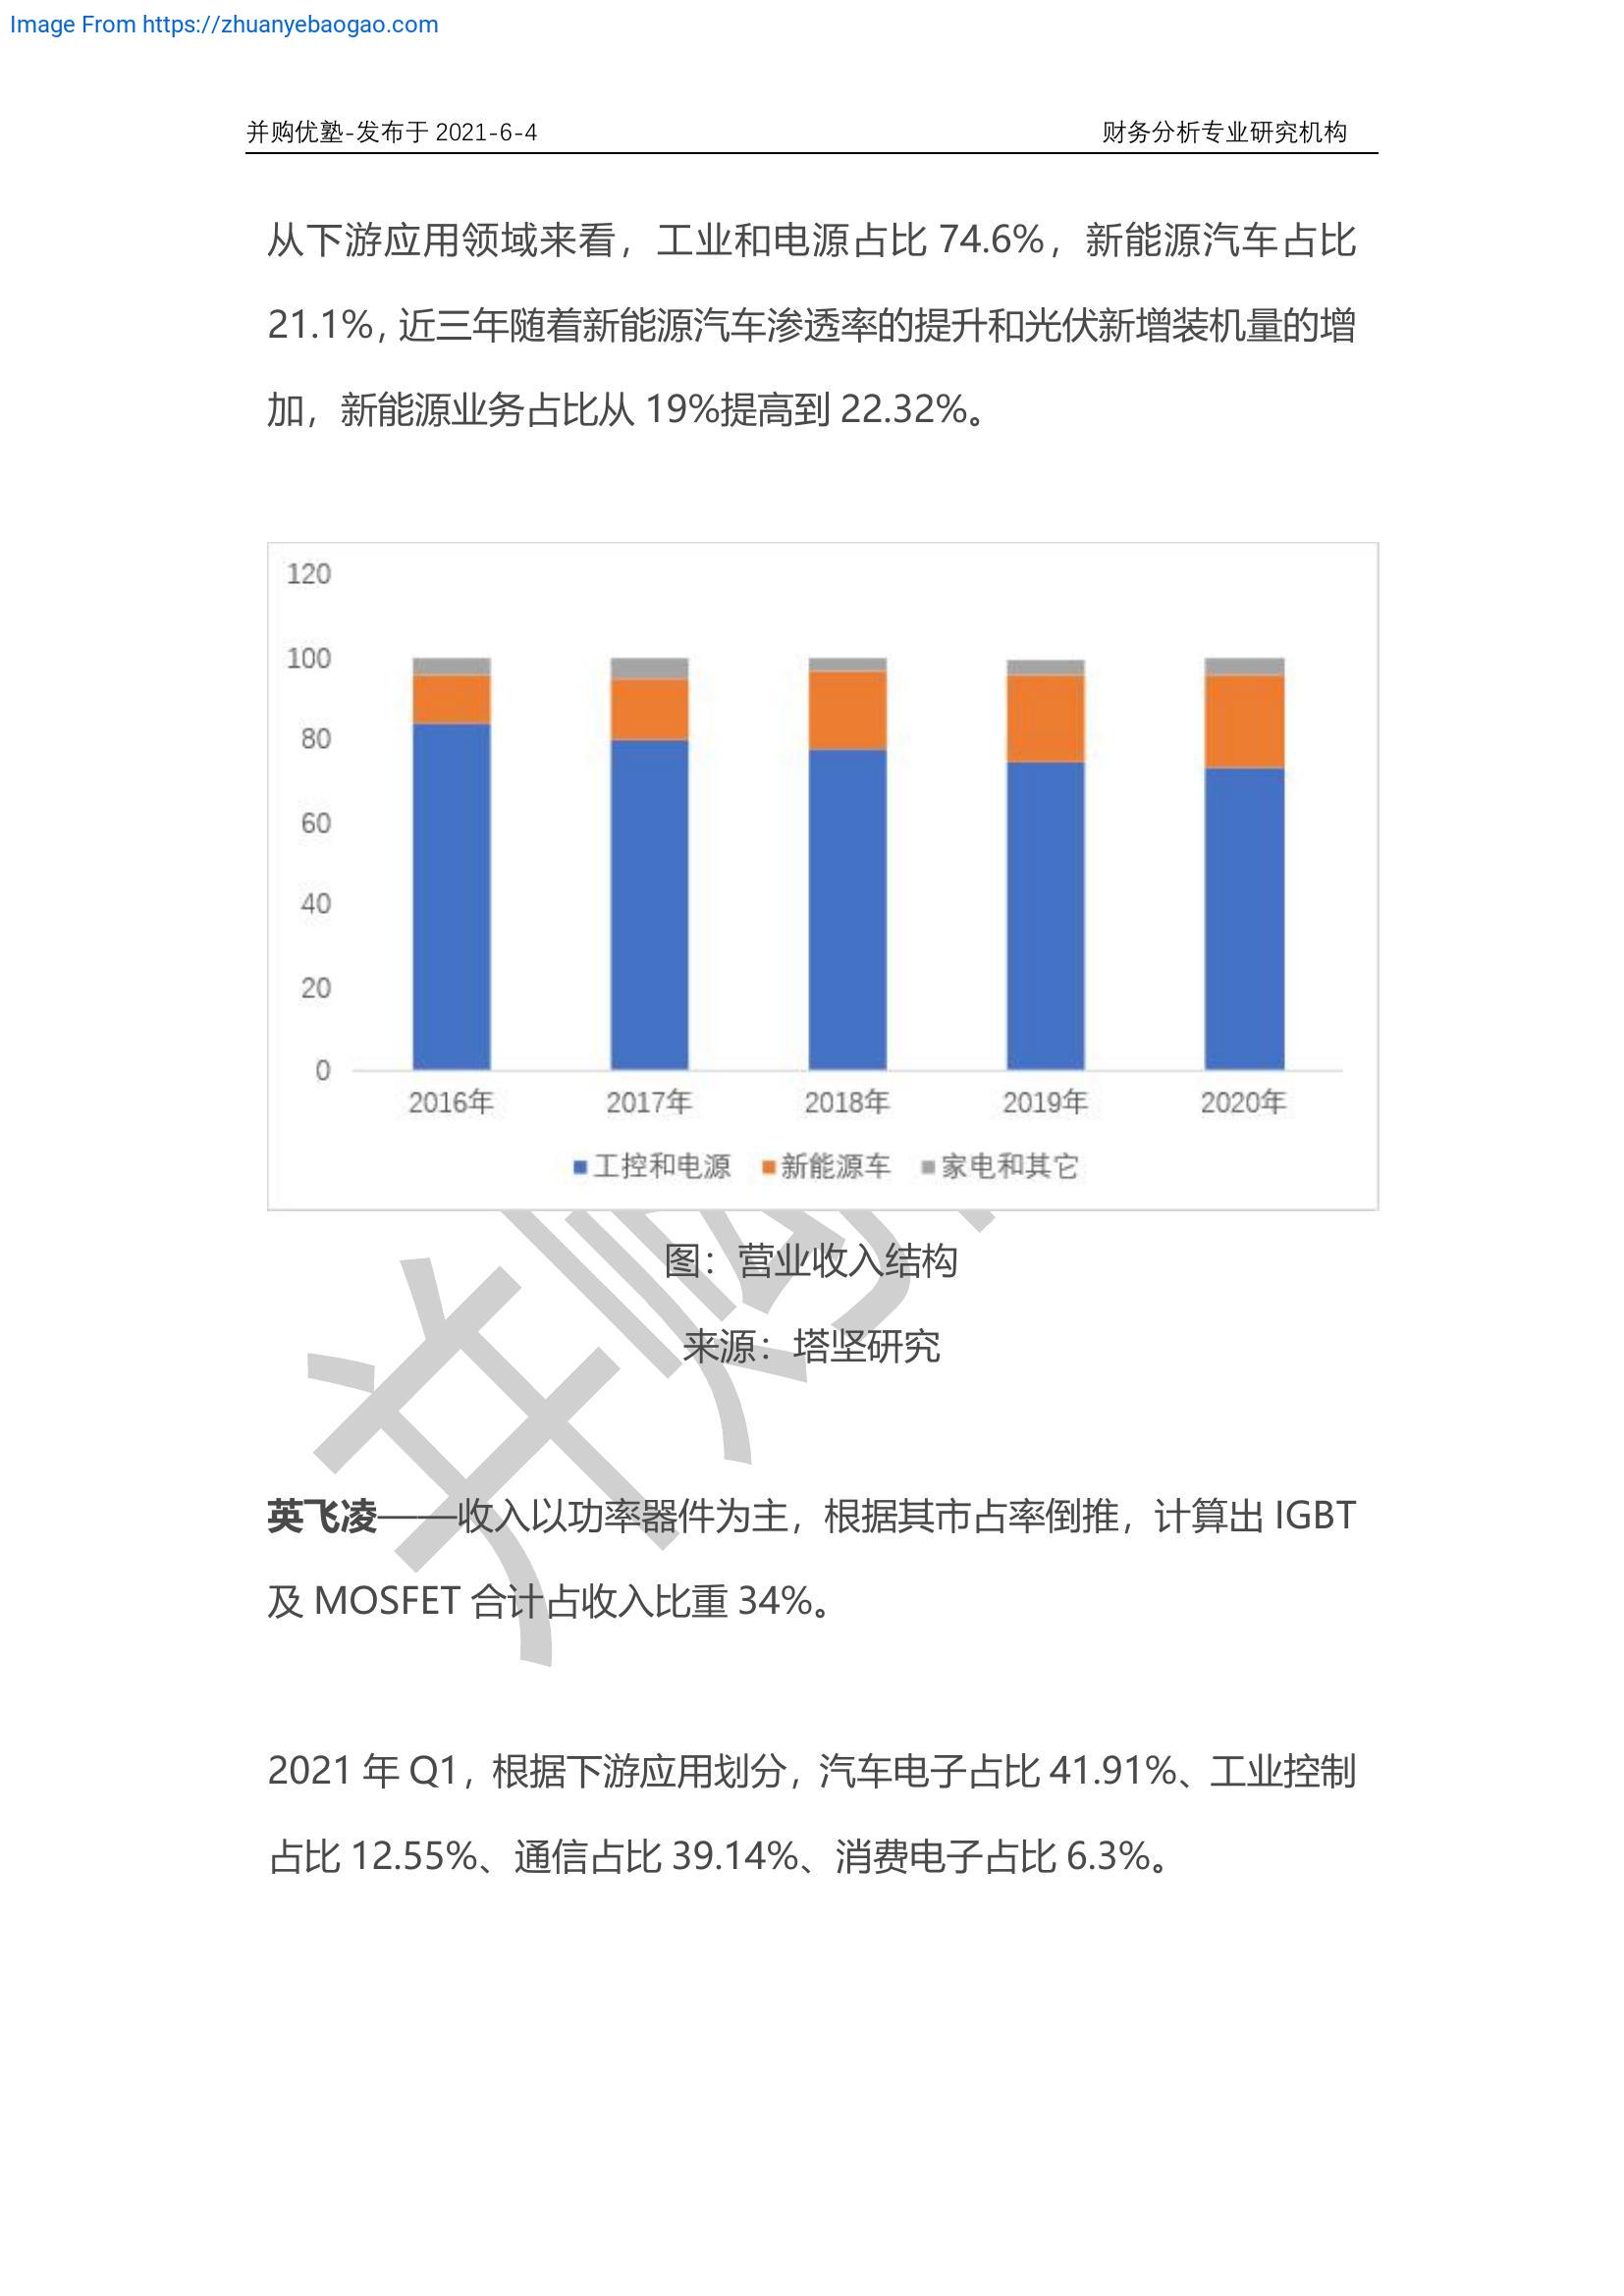 Image From https://zhuanyebaogao.com
并购优塾-发布于 2021-6-4 财务分析专业研究机构
从下游应用领域来看，工业和电源占比 74.6%，新能源汽车占比
21.1%，近三年随着新能源汽车渗透率的提升和光伏新增装机量的增
加，新能源业务占比从 19%提高到 22.32%。
120
100
80
60
40
20
0
2016年 2017年 2018年 2019年 2020年
工控和电源 新能源车 家电和其它
图：营业收入结构
来源：塔坚研究
并购
英飞凌——收入以功率器件为主，根据其市占率倒推，计算出 IGBT
及 MOSFET 合计占收入比重 34%。
2021 年 Q1，根据下游应用划分，汽车电子占比 41.91%、工业控制
占比 12.55%、通信占比 39.14%、消费电子占比 6.3%。